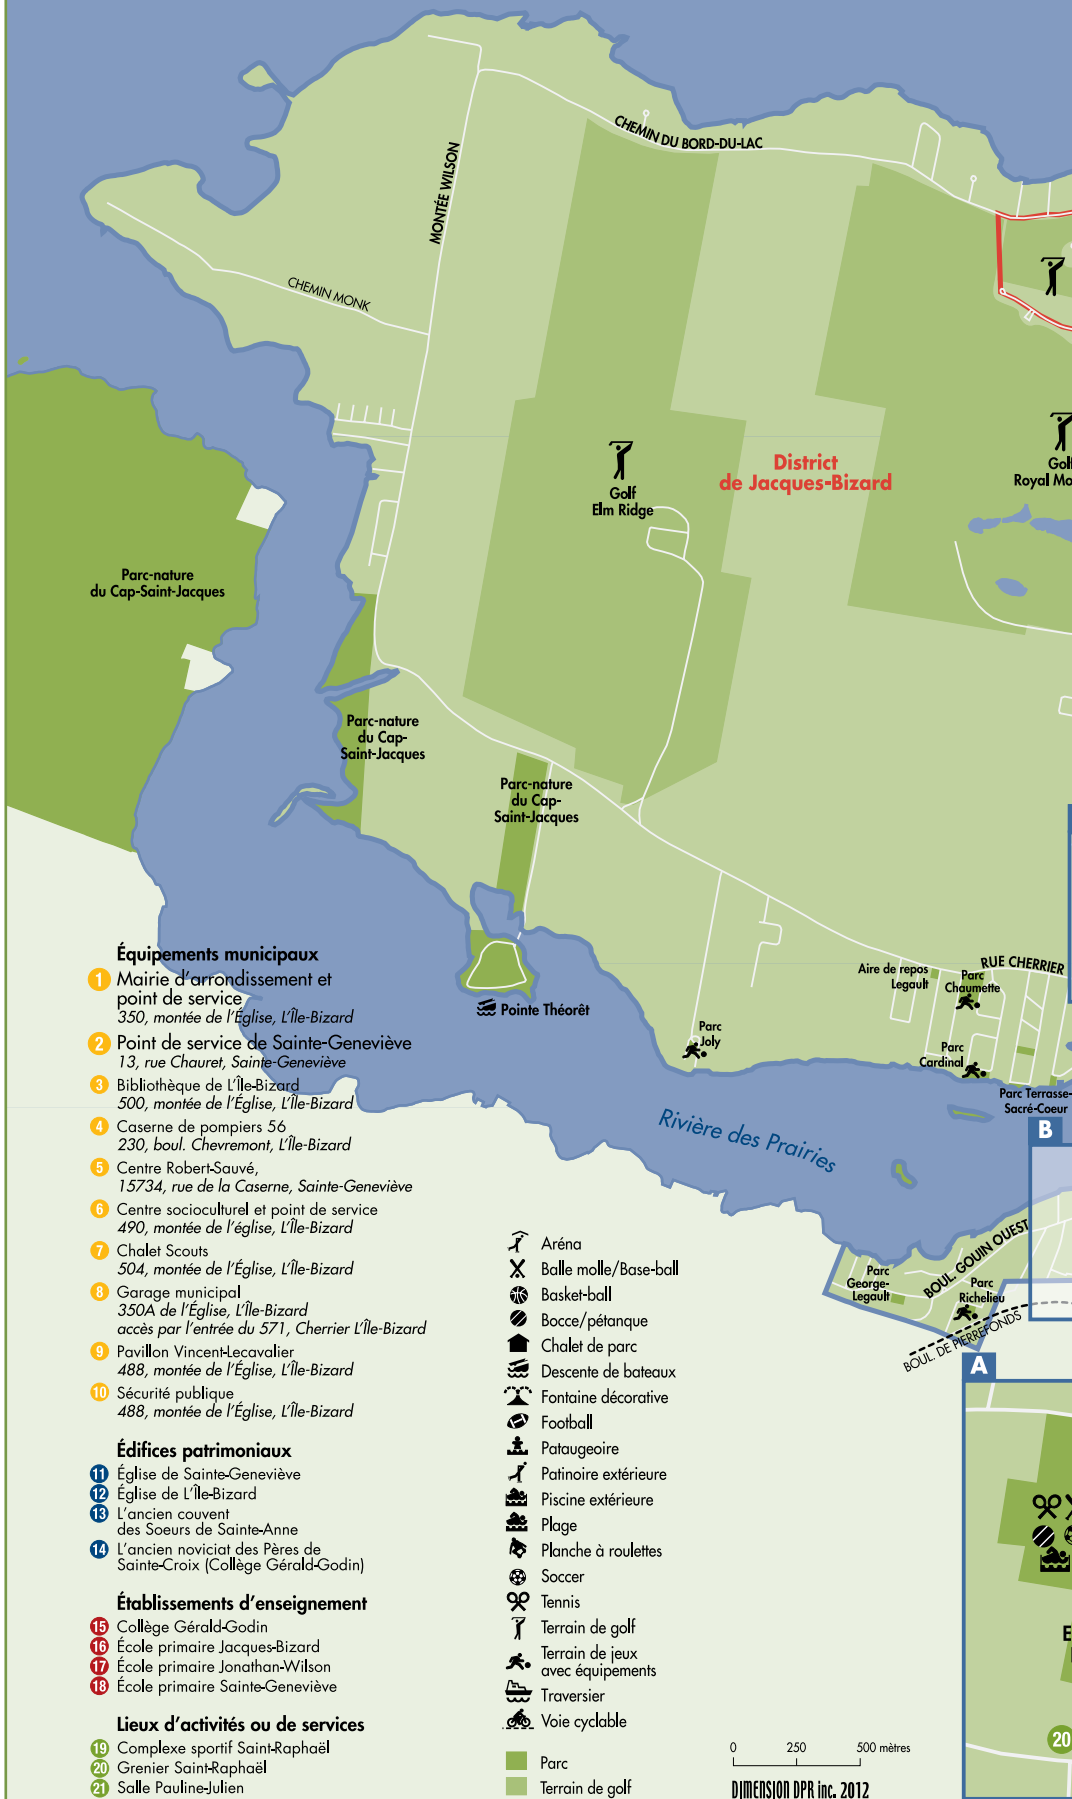 CHEMIN DU BORD-DU-LAC
MONTÉE WILSON
CHEMIN MONK
Golf
Elm Ridge
District
de Jacques-Bizard
Golf
Royal
Parc-nature
du Cap-Saint-Jacques
Parc-nature
du Cap-
Saint-Jacques
Parc-nature
du Cap-
Saint-Jacques
Pointe Théorêt
Aire de repos
Legault
RUE CHERRIER
Parc
Chaumette
Parc
Joly
Parc
Cardinal
Parc Terrasse-
Sacré-Coeur
Rivière des Prairies
B
BOUL. GOUIN OUEST
Parc
George-
Legault
Parc
Richelieu
BOUL. DE PIERREFONDS
A
20
Équipements municipaux
1 Mairie d'arrondissement et
point de service
350, montée de l'Église, L'Île-Bizard
2 Point de service de Sainte-Geneviève
13, rue Chauret, Sainte-Geneviève
3 Bibliothèque de L'Île-Bizard
500, montée de l'Église, L'Île-Bizard
4 Caserne de pompiers 56
230, boul. Chevremont, L'Île-Bizard
5 Centre Robert-Sauvé,
15734, rue de la Caserne, Sainte-Geneviève
6 Centre socioculturel et point de service
490, montée de l'église, L'Île-Bizard
7 Chalet Scouts
504, montée de l'Église, L'Île-Bizard
8 Garage municipal
350A de l'Église, L'Île-Bizard
accès par l'entrée du 571, Cherrier L'Île-Bizard
9 Pavillon Vincent-Lecavalier
488, montée de l'Église, L'Île-Bizard
10 Sécurité publique
488, montée de l'Église, L'Île-Bizard
Édifices patrimoniaux
11 Église de Sainte-Geneviève
12 Église de L'Île-Bizard
13 L'ancien couvent
des Soeurs de Sainte-Anne
14 L'ancien noviciat des Pères de
Sainte-Croix (Collège Gérald-Godin)
Établissements d'enseignement
15 Collège Gérald-Godin
16 École primaire Jacques-Bizard
17 École primaire Jonathan-Wilson
18 École primaire Sainte-Geneviève
Lieux d'activités ou de services
19 Complexe sportif Saint-Raphaël
20 Grenier Saint-Raphaël
21 Salle Pauline-Julien
Aréna
Balle molle/Base-ball
Basket-ball
Bocce/pétanque
Chalet de parc
Descente de bateaux
Fontaine décorative
Football
Pataugeoire
Patinoire extérieure
Piscine extérieure
Plage
Planche à roulettes
Soccer
Tennis
Terrain de golf
Terrain de jeux
avec équipements
Traversier
Voie cyclable
Parc
Terrain de golf
0 250 500 mètres
DIMENSION DPR inc. 2012